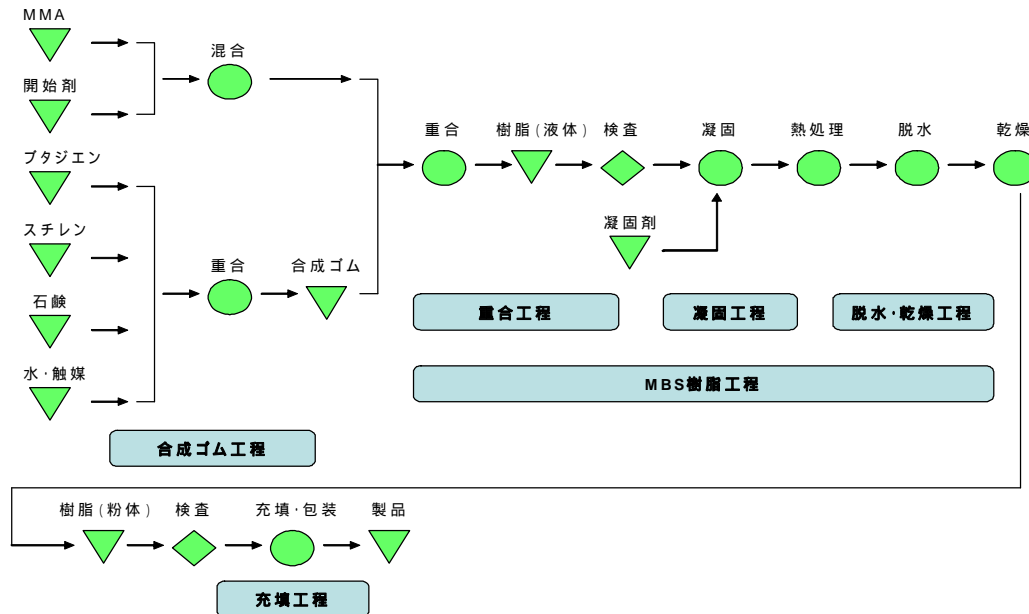 MMA
開始剤
混合
ブタジエン
スチレン
石鹸
水・触媒
重合
合成ゴム
合成ゴム工程
重合
樹脂(液体)
検査
凝固
熱処理
脱水
乾燥
凝固剤
重合工程
凝固工程
脱水・乾燥工程
MBS樹脂工程
樹脂(粉体)
検査
充填・包装
製品
充填工程